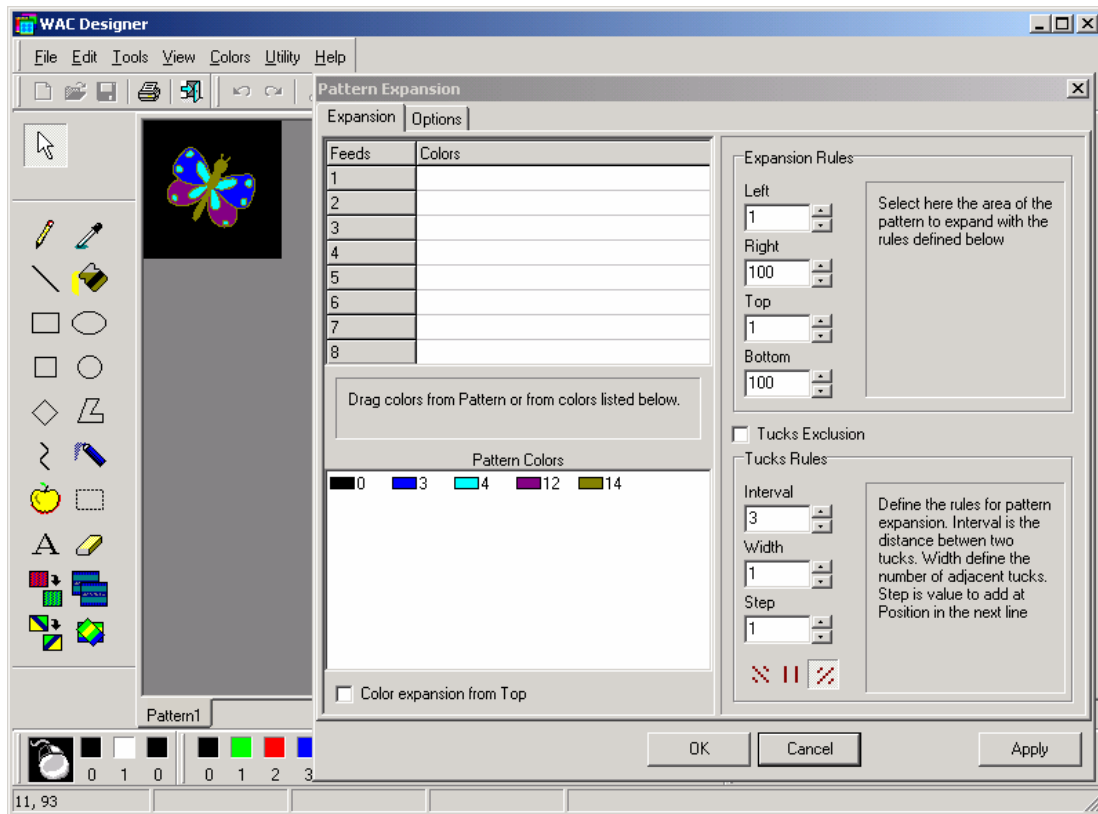 WAC Designer
File Edit Tools View Colors Utility Help
Pattern Expansion
Expansion Options
Feeds Colors
1
2
3
4
5
6
7
8
Drag colors from Pattern or from colors listed below.
Pattern Colors
0 3 4 12 14
Color expansion from Top
Expansion Rules
Left
1
Right
100
Top
1
Bottom
100
Select here the area of the
pattern to expand with the
rules defined below
Tucks Exclusion
Tucks Rules
Interval
3
Width
1
Step
1
Define the rules for pattern
expansion. Interval is the
distance betwen two
tucks. Width define the
number of adjacent tucks.
Step is value to add at
Position in the next line
OK Cancel Apply
A
Pattern1
0 1 0 0 1 2 3
11, 93